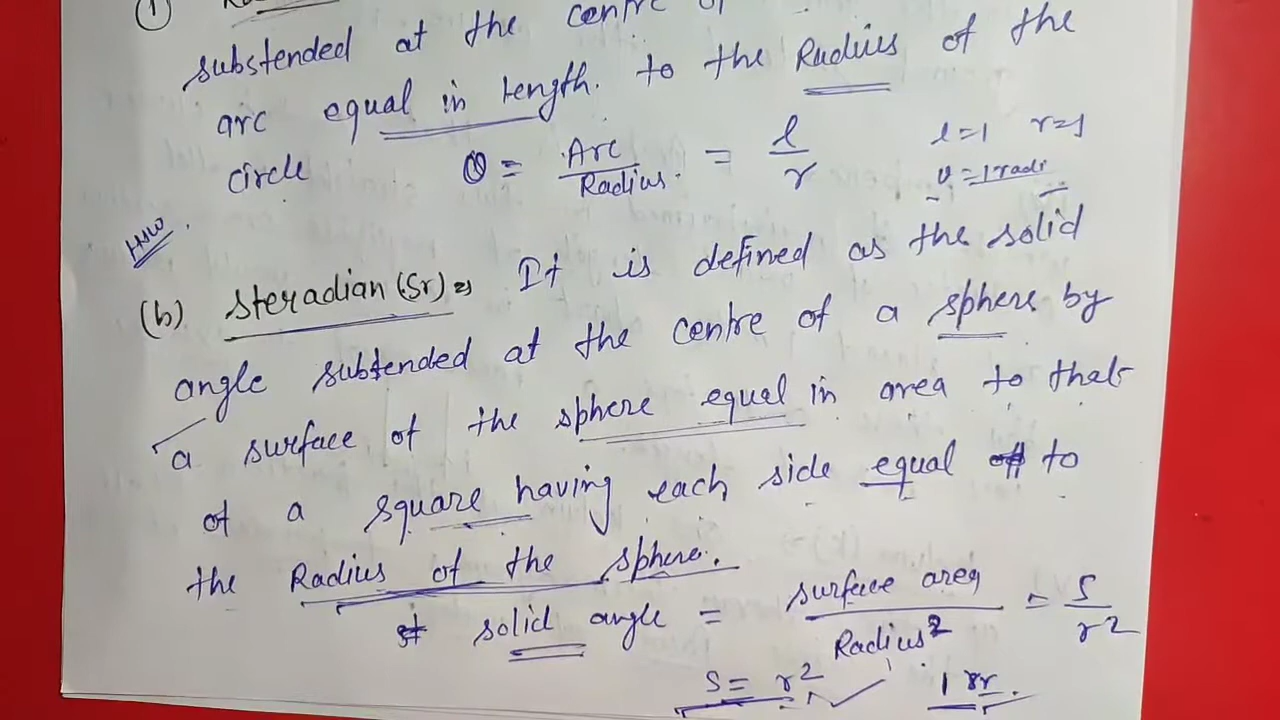 (1)
substended at the centre of
arc equal in length. to the Radius of the
circle θ = Arc/Radius = l/r l=1 r=1
θ = 1 radi
H/W
(b) Steradian (Sr) ⇒ It is defined as the solid
angle subtended at the centre of a sphere by
a surface of the sphere equal in area to that
of a square having each side equal to
the Radius of the sphere.
solid angle = surface area/Radius² = S/r²
S = r² 1 sr.